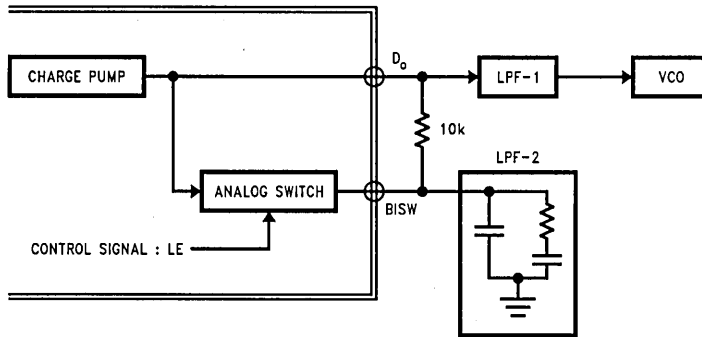 CHARGE PUMP
Do
LPF-1
VCO
10k
LPF-2
ANALOG SWITCH
BISW
CONTROL SIGNAL : LE